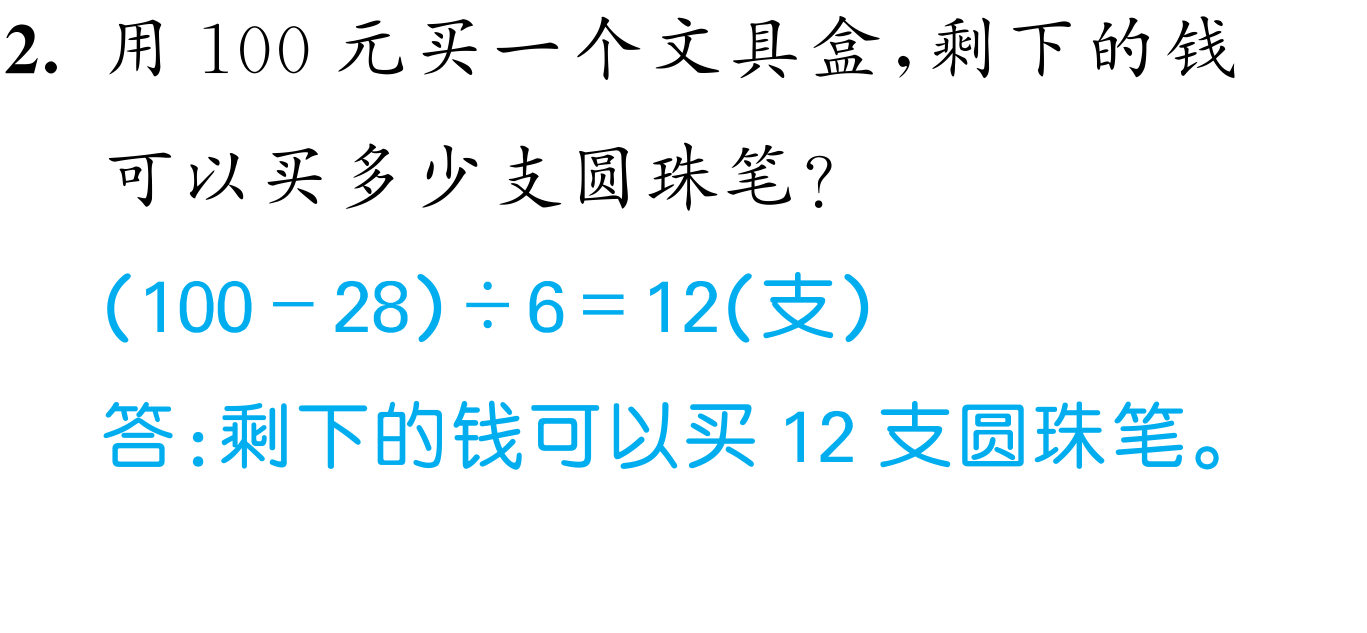 2. 用 100 元买一个文具盒,剩下的钱
可以买多少支圆珠笔?
(100－28)÷6＝12(支)
答:剩下的钱可以买 12 支圆珠笔。